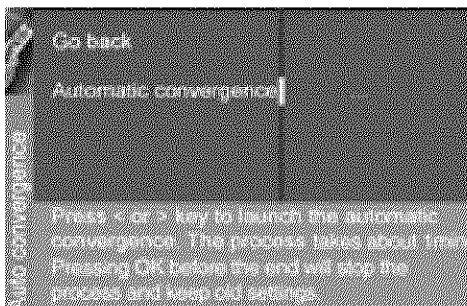 Go back
Automatic convergence
Auto convergence
Press < or > key to launch the automatic
convergence. The process takes about 1mn.
Pressing OK before the end will stop the
process and keep old settings.